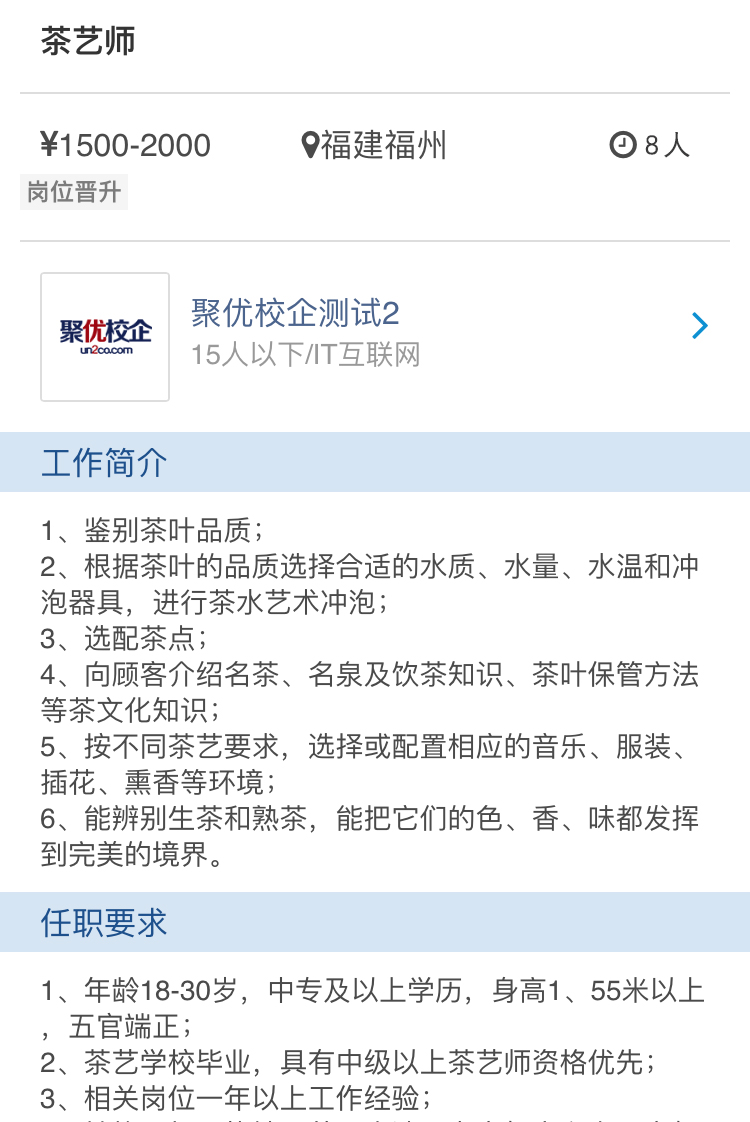 茶艺师
¥1500-2000
福建福州
8人
岗位晋升
聚优校企
un2co.com
聚优校企测试2
15人以下/IT互联网
工作简介
1、鉴别茶叶品质；
2、根据茶叶的品质选择合适的水质、水量、水温和冲
泡器具，进行茶水艺术冲泡；
3、选配茶点；
4、向顾客介绍名茶、名泉及饮茶知识、茶叶保管方法
等茶文化知识；
5、按不同茶艺要求，选择或配置相应的音乐、服装、
插花、熏香等环境；
6、能辨别生茶和熟茶，能把它们的色、香、味都发挥
到完美的境界。
任职要求
1、年龄18-30岁，中专及以上学历，身高1、55米以上
，五官端正；
2、茶艺学校毕业，具有中级以上茶艺师资格优先；
3、相关岗位一年以上工作经验；